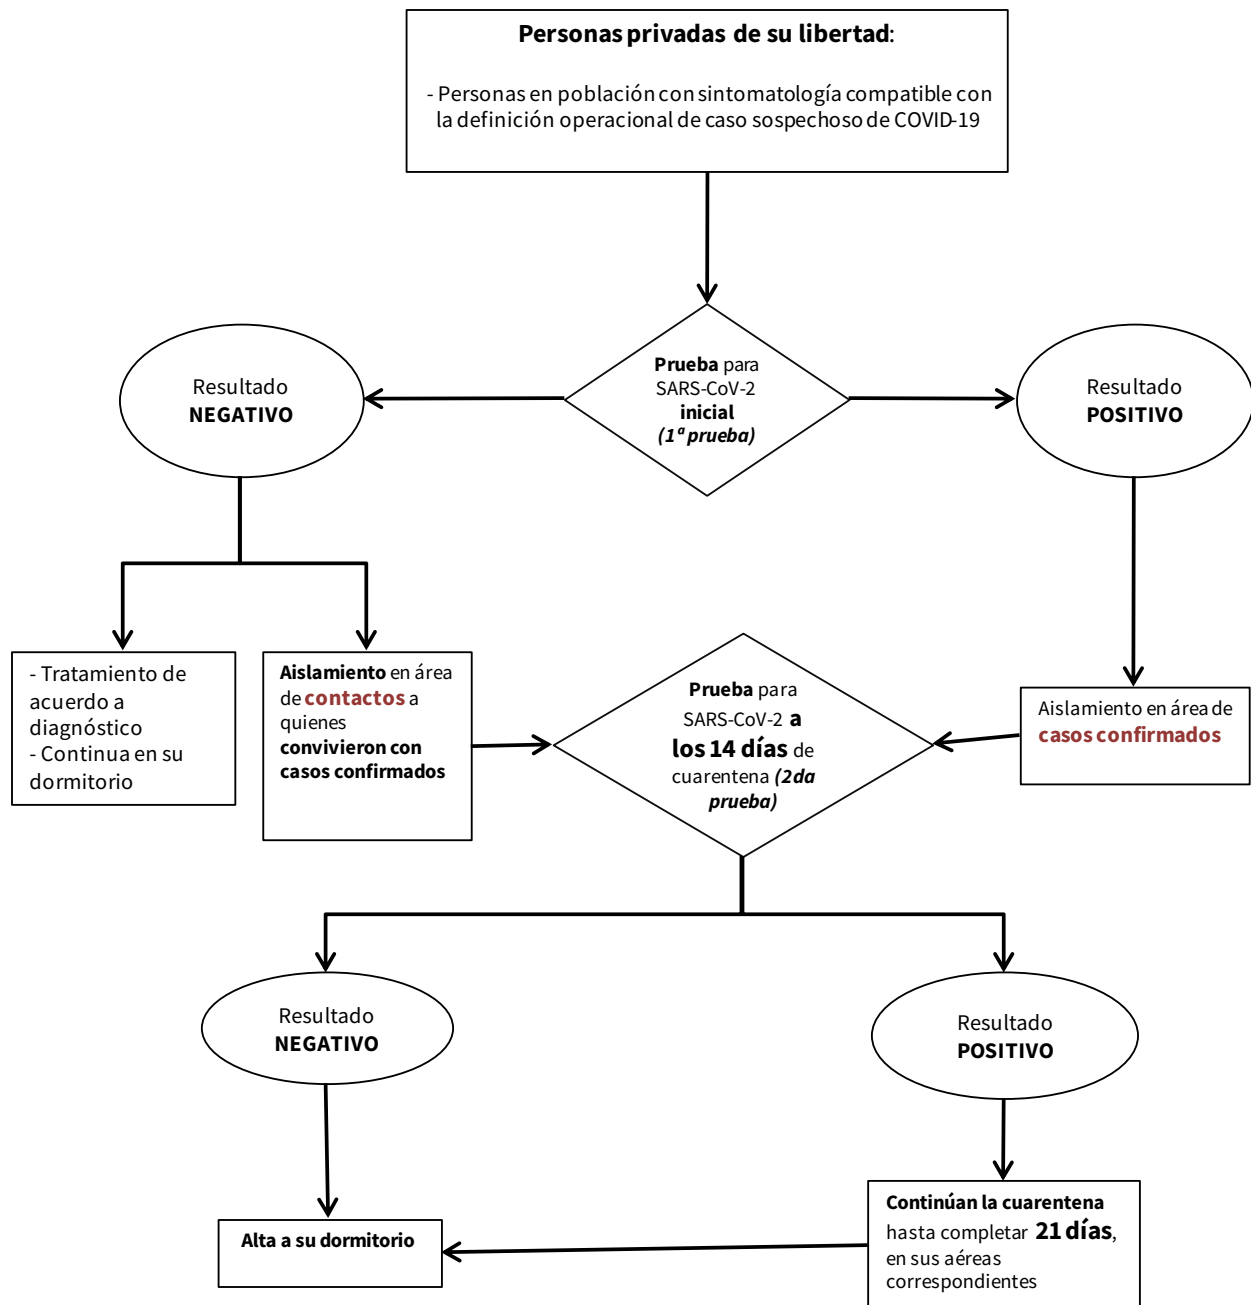 Personas privadas de su libertad:
- Personas en población con sintomatología compatible con
la definición operacional de caso sospechoso de COVID-19
Prueba para
SARS-CoV-2
inicial
(1ª prueba)
Resultado
NEGATIVO
Resultado
POSITIVO
- Tratamiento de
acuerdo a
diagnóstico
- Continua en su
dormitorio
Aislamiento en área
de contactos a
quienes
convivieron con
casos confirmados
Prueba para
SARS-CoV-2 a
los 14 días de
cuarentena (2da
prueba)
Aislamiento en área de
casos confirmados
Resultado
NEGATIVO
Resultado
POSITIVO
Alta a su dormitorio
Continúan la cuarentena
hasta completar 21 días,
en sus aéreas
correspondientes